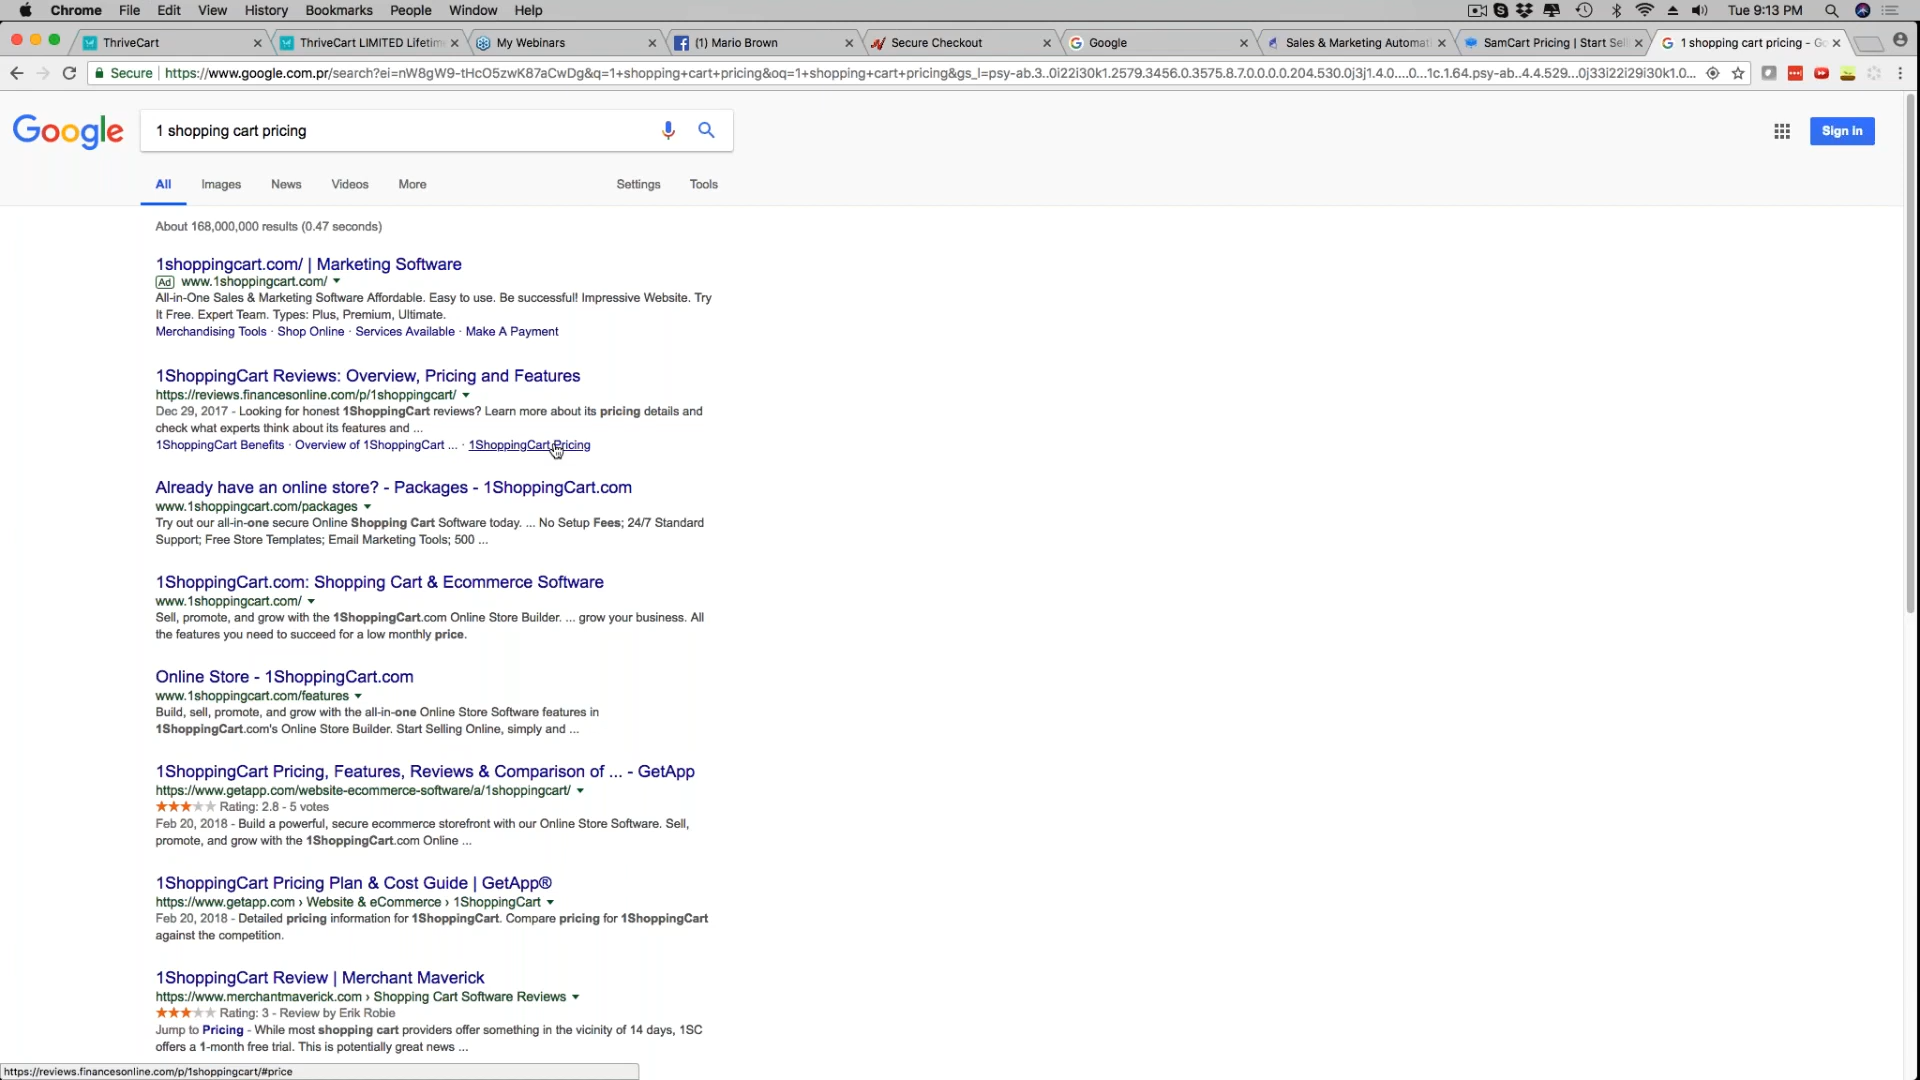 Chrome File Edit View History Bookmarks People Window Help Tue 9:13 PM
ThriveCart
ThriveCart LIMITED Lifetim
My Webinars
(1) Mario Brown
Secure Checkout
Google
Sales & Marketing Automat
SamCart Pricing | Start Sel
1 shopping cart pricing - Go
Secure https://www.google.com.pr/search?ei=nW8gW9-tHcO5zwK87aCwDg&q=1+shopping+cart+pricing&oq=1+shopping+cart+pricing&gs_l=psy-ab.3..0i22i30k1.2579.3456.0.3575.8.7.0.0.0.0.204.530.0j3j1.4.0....0...1c.1.64.psy-ab..4.4.529...0j33i22i29i30k1.0...
Google
1 shopping cart pricing
Sign in
All Images News Videos More Settings Tools
About 168,000,000 results (0.47 seconds)
1shoppingcart.com/ | Marketing Software
Ad www.1shoppingcart.com/
All-in-One Sales & Marketing Software Affordable. Easy to use. Be successful! Impressive Website. Try
It Free. Expert Team. Types: Plus, Premium, Ultimate.
Merchandising Tools · Shop Online · Services Available · Make A Payment
1ShoppingCart Reviews: Overview, Pricing and Features
https://reviews.financesonline.com/p/1shoppingcart/
Dec 29, 2017 - Looking for honest 1ShoppingCart reviews? Learn more about its pricing details and
check what experts think about its features and ...
1ShoppingCart Benefits · Overview of 1ShoppingCart ... · 1ShoppingCart Pricing
Already have an online store? - Packages - 1ShoppingCart.com
www.1shoppingcart.com/packages
Try out our all-in-one secure Online Shopping Cart Software today. ... No Setup Fees; 24/7 Standard
Support; Free Store Templates; Email Marketing Tools; 500 ...
1ShoppingCart.com: Shopping Cart & Ecommerce Software
www.1shoppingcart.com/
Sell, promote, and grow with the 1ShoppingCart.com Online Store Builder. ... grow your business. All
the features you need to succeed for a low monthly price.
Online Store - 1ShoppingCart.com
www.1shoppingcart.com/features
Build, sell, promote, and grow with the all-in-one Online Store Software features in
1ShoppingCart.com's Online Store Builder. Start Selling Online, simply and ...
1ShoppingCart Pricing, Features, Reviews & Comparison of ... - GetApp
https://www.getapp.com/website-ecommerce-software/a/1shoppingcart/
Rating: 2.8 - 5 votes
Feb 20, 2018 - Build a powerful, secure ecommerce storefront with our Online Store Software. Sell,
promote, and grow with the 1ShoppingCart.com Online ...
1ShoppingCart Pricing Plan & Cost Guide | GetApp®
https://www.getapp.com › Website & eCommerce › 1ShoppingCart
Feb 20, 2018 - Detailed pricing information for 1ShoppingCart. Compare pricing for 1ShoppingCart
against the competition.
1ShoppingCart Review | Merchant Maverick
https://www.merchantmaverick.com › Shopping Cart Software Reviews
Rating: 3 - Review by Erik Robie
Jump to Pricing - While most shopping cart providers offer something in the vicinity of 14 days, 1SC
offers a 1-month free trial. This is potentially great news ...
https://reviews.financesonline.com/p/1shoppingcart/#price